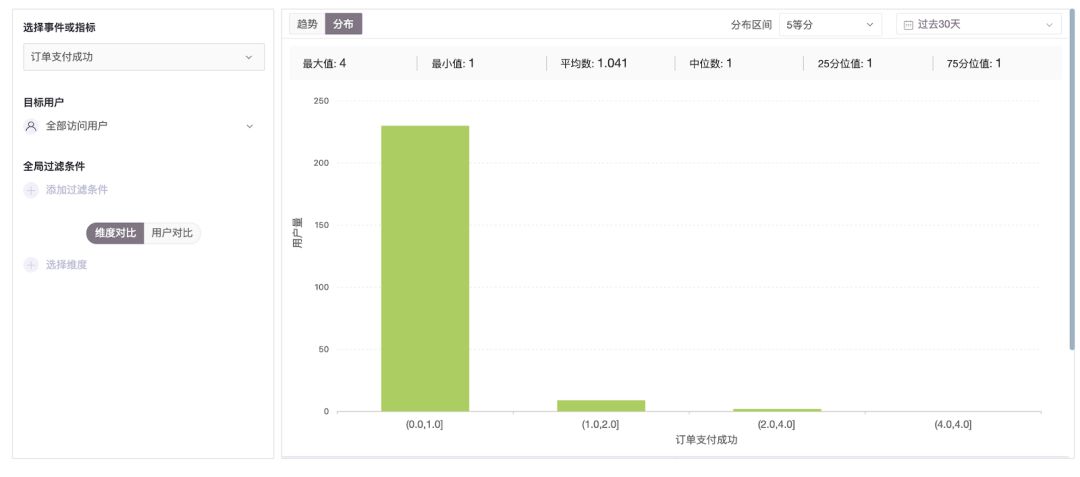 选择事件或指标
订单支付成功
目标用户
全部访问用户
全局过滤条件
添加过滤条件
维度对比 用户对比
选择维度
趋势 分布 分布区间 5等分 过去30天
最大值: 4 最小值: 1 平均数: 1.041 中位数: 1 25分位值: 1 75分位值: 1
250
200
150
100
50
0
用户量
(0.0,1.0] (1.0,2.0] (2.0,4.0] (4.0,4.0]
订单支付成功